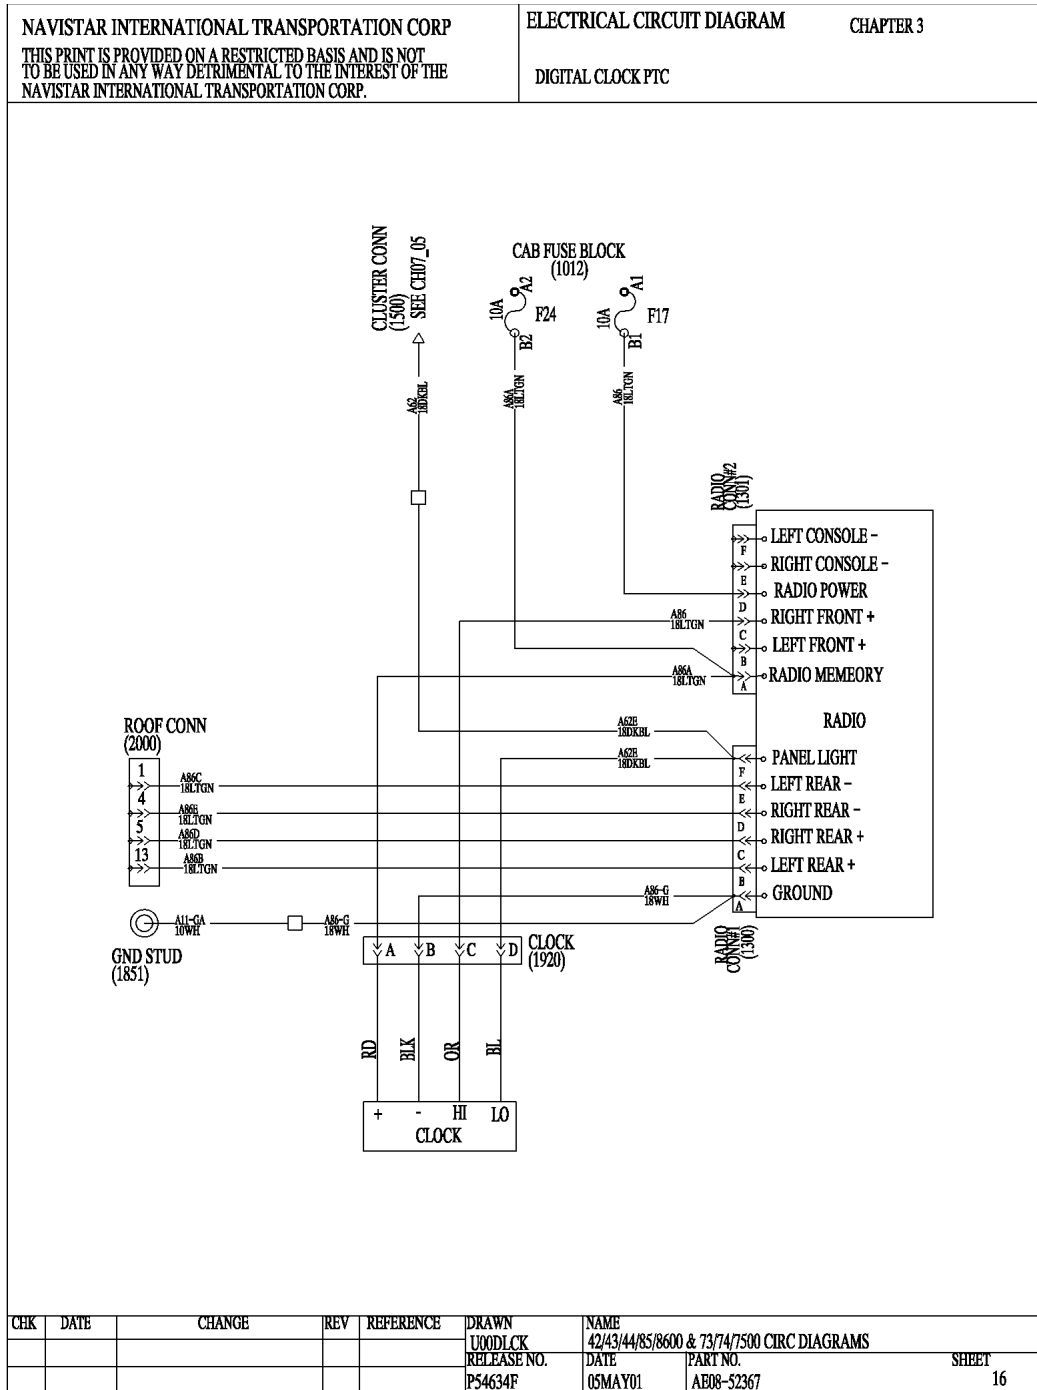 NAVISTAR INTERNATIONAL TRANSPORTATION CORP
THIS PRINT IS PROVIDED ON A RESTRICTED BASIS AND IS NOT
TO BE USED IN ANY WAY DETRIMENTAL TO THE INTEREST OF THE
NAVISTAR INTERNATIONAL TRANSPORTATION CORP.
ELECTRICAL CIRCUIT DIAGRAM
CHAPTER 3
DIGITAL CLOCK PTC
CLUSTER CONN
(1500)
SEE CH07_05
CAB FUSE BLOCK
(1012)
A2
10A
F24
B2
A1
10A
F17
B1
A62
18DKBL
A86A
18LTGN
A86
18LTGN
RADIO
CONN#2
(1301)
LEFT CONSOLE -
F
RIGHT CONSOLE -
E
RADIO POWER
D
A86
18LTGN
RIGHT FRONT +
C
LEFT FRONT +
B
A86A
18LTGN
RADIO MEMEORY
A
RADIO
A62E
18DKBL
A62E
18DKBL
PANEL LIGHT
F
LEFT REAR -
E
RIGHT REAR -
D
RIGHT REAR +
C
LEFT REAR +
B
GROUND
A
ROOF CONN
(2000)
1
A86C
18LTGN
4
A86E
18LTGN
5
A86D
18LTGN
13
A86B
18LTGN
A86-G
18WH
A11-GA
10WH
A86-G
18WH
GND STUD
(1851)
RADIO
CONN#1
(1300)
A
B
C
D
CLOCK
(1920)
RD
BLK
OR
BL
+
-
HI
LO
CLOCK
CHK
DATE
CHANGE
REV
REFERENCE
DRAWN
U00DLCK
NAME
42/43/44/85/8600 & 73/74/7500 CIRC DIAGRAMS
RELEASE NO.
P54634F
DATE
05MAY01
PART NO.
AE08-52367
SHEET
16